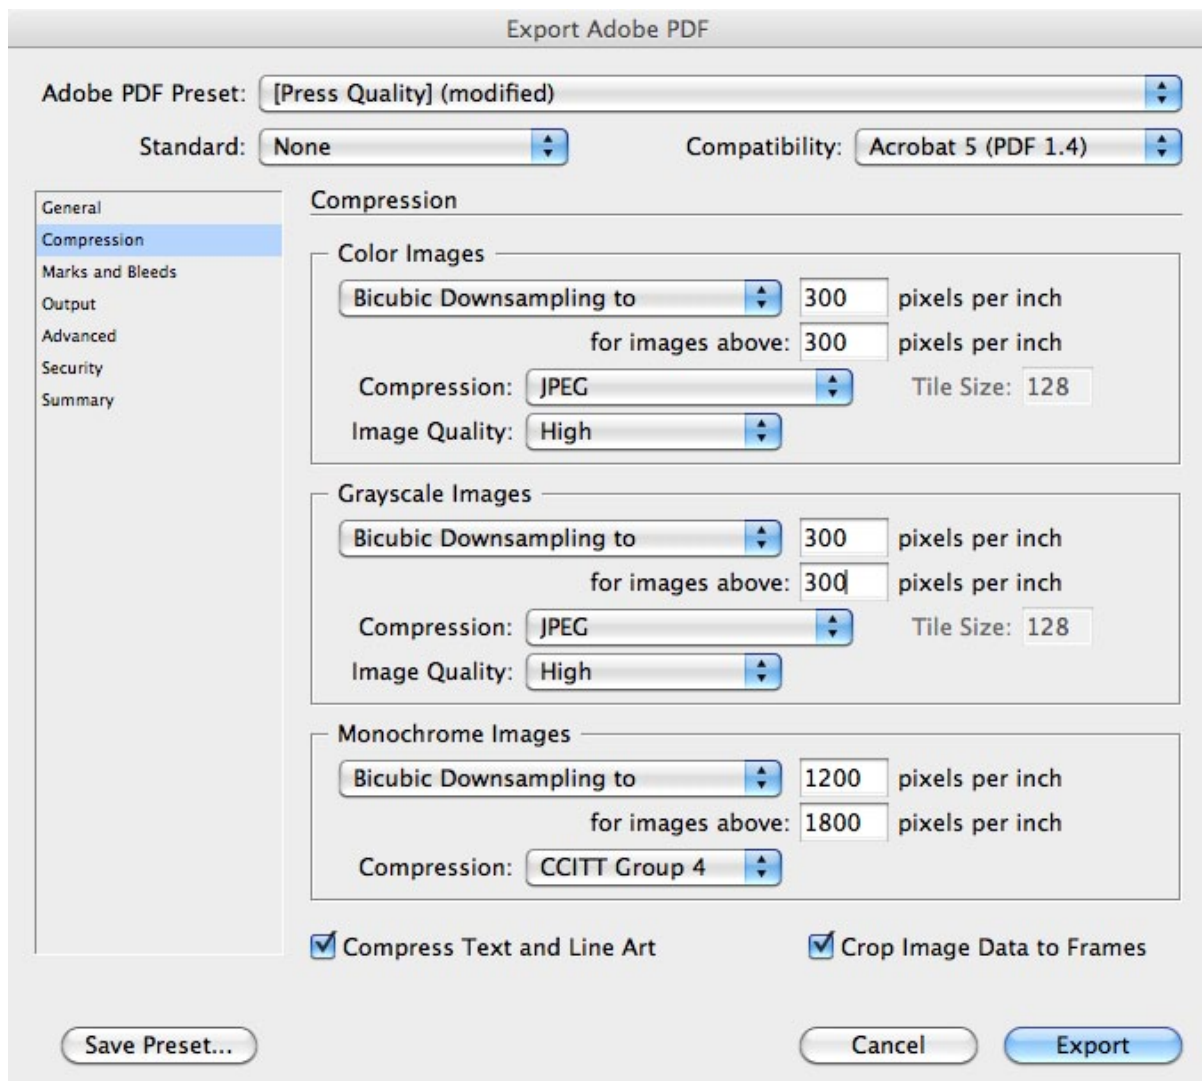 Export Adobe PDF
Adobe PDF Preset: [Press Quality] (modified)
Standard: None Compatibility: Acrobat 5 (PDF 1.4)
General
Compression
Marks and Bleeds
Output
Advanced
Security
Summary
Compression
Color Images
Bicubic Downsampling to 300 pixels per inch
for images above: 300 pixels per inch
Compression: JPEG Tile Size: 128
Image Quality: High
Grayscale Images
Bicubic Downsampling to 300 pixels per inch
for images above: 300 pixels per inch
Compression: JPEG Tile Size: 128
Image Quality: High
Monochrome Images
Bicubic Downsampling to 1200 pixels per inch
for images above: 1800 pixels per inch
Compression: CCITT Group 4
Compress Text and Line Art Crop Image Data to Frames
Save Preset... Cancel Export